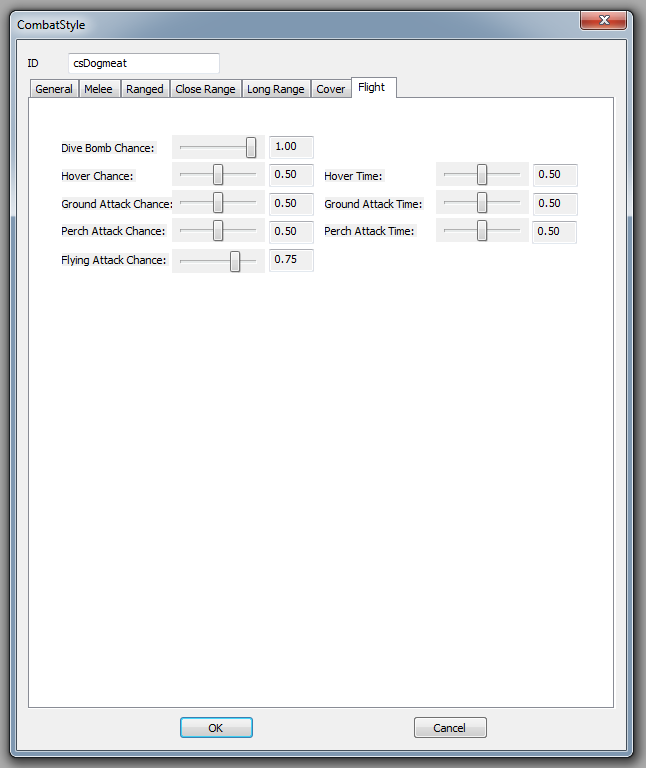 CombatStyle
ID csDogmeat
General Melee Ranged Close Range Long Range Cover Flight
Dive Bomb Chance: 1.00
Hover Chance: 0.50 Hover Time: 0.50
Ground Attack Chance: 0.50 Ground Attack Time: 0.50
Perch Attack Chance: 0.50 Perch Attack Time: 0.50
Flying Attack Chance: 0.75
OK Cancel